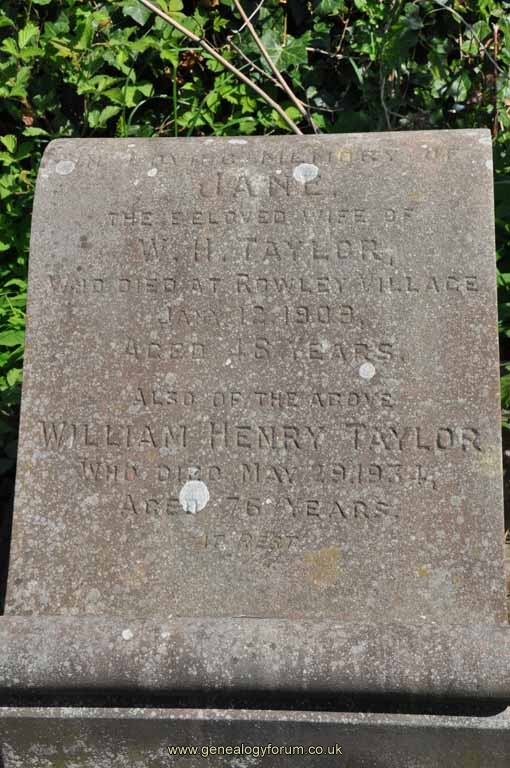 IN LOVING MEMORY OF
JANE,
THE BELOVED WIFE OF
W. H. TAYLOR,
WHO DIED AT ROWLEY VILLAGE
JAN. 12. 1909,
AGED 48 YEARS.
ALSO OF THE ABOVE
WILLIAM HENRY TAYLOR
WHO DIED MAY 29. 1934,
AGED 76 YEARS.
AT REST
www.genealogyforum.co.uk